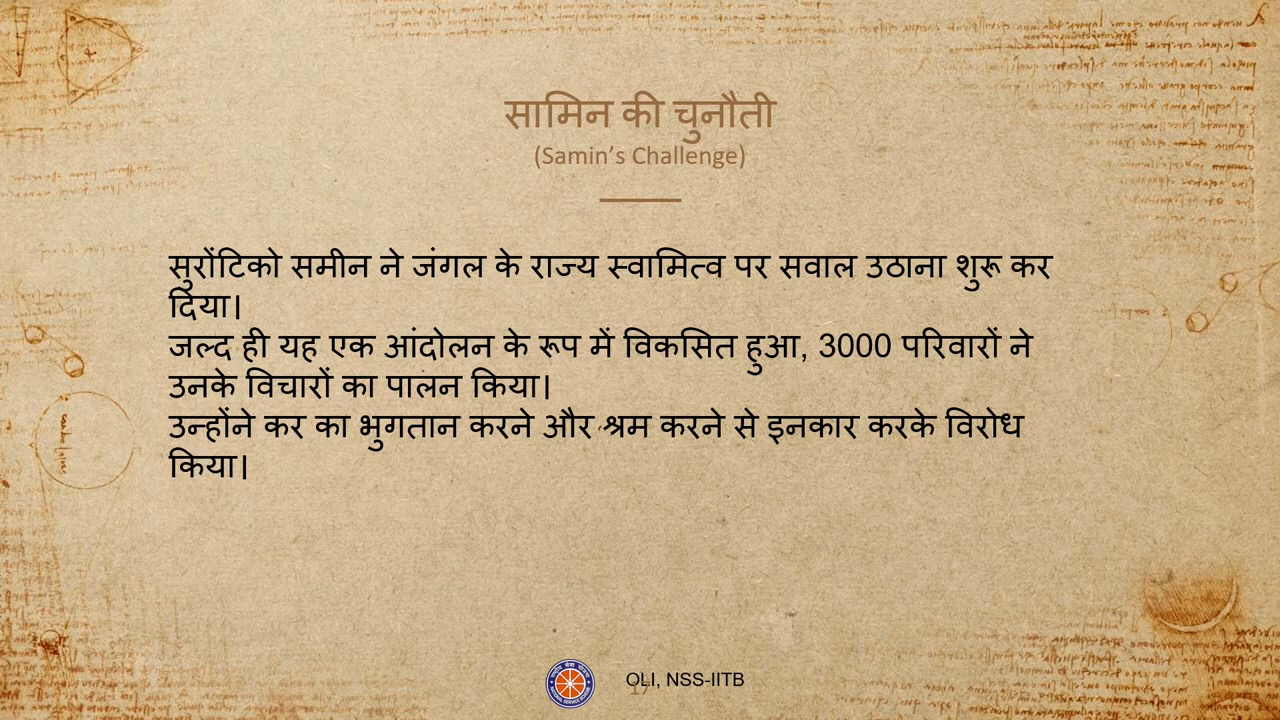 सामिन की चुनौती
(Samin’s Challenge)
सुरोंटिको समीन ने जंगल के राज्य स्वामित्व पर सवाल उठाना शुरू कर
दिया।
जल्द ही यह एक आंदोलन के रूप में विकसित हुआ, 3000 परिवारों ने
उनके विचारों का पालन किया।
उन्होंने कर का भुगतान करने और श्रम करने से इनकार करके विरोध
किया।
17
OLI, NSS-IITB